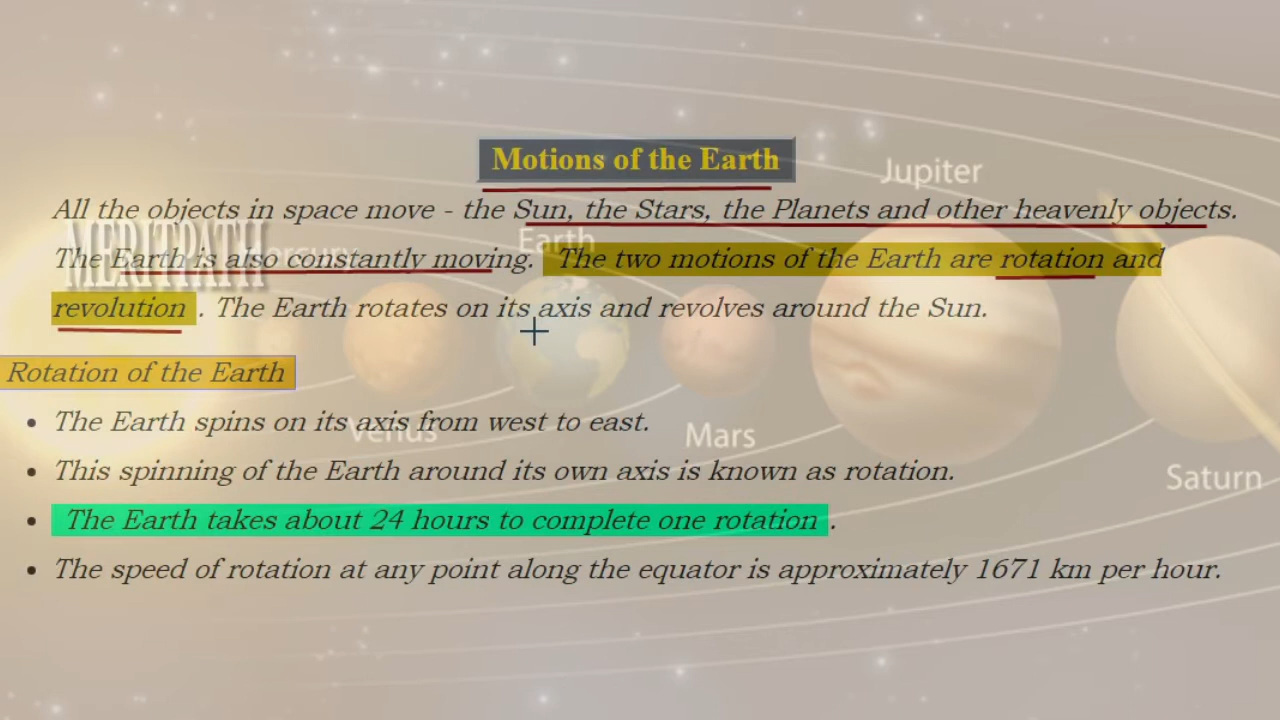 Motions of the Earth
Jupiter
All the objects in space move - the Sun, the Stars, the Planets and other heavenly objects.
MERITPATH
Mercury
Earth
The Earth is also constantly moving. The two motions of the Earth are rotation and
revolution . The Earth rotates on its axis and revolves around the Sun.
Rotation of the Earth
• The Earth spins on its axis from west to east.
Venus
Mars
• This spinning of the Earth around its own axis is known as rotation.
Saturn
• The Earth takes about 24 hours to complete one rotation .
• The speed of rotation at any point along the equator is approximately 1671 km per hour.